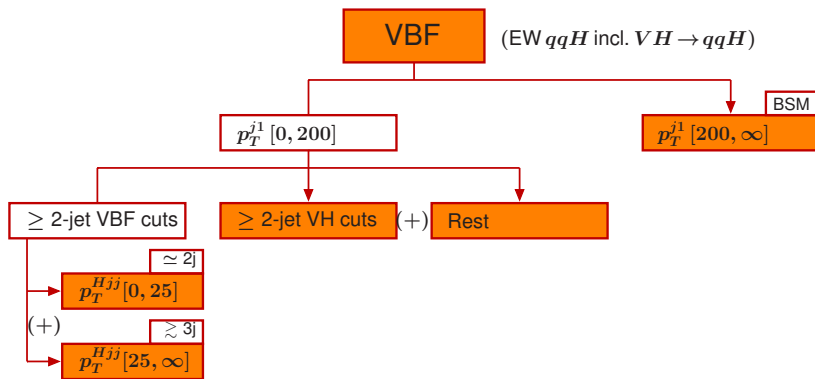 VBF (EW qqH incl. VH → qqH)
BSM
p_T^{j1} [0, 200] p_T^{j1} [200, ∞]
≥ 2-jet VBF cuts ≥ 2-jet VH cuts (+) Rest
≃ 2j
p_T^{Hjj} [0, 25]
(+)
≳ 3j
p_T^{Hjj} [25, ∞]